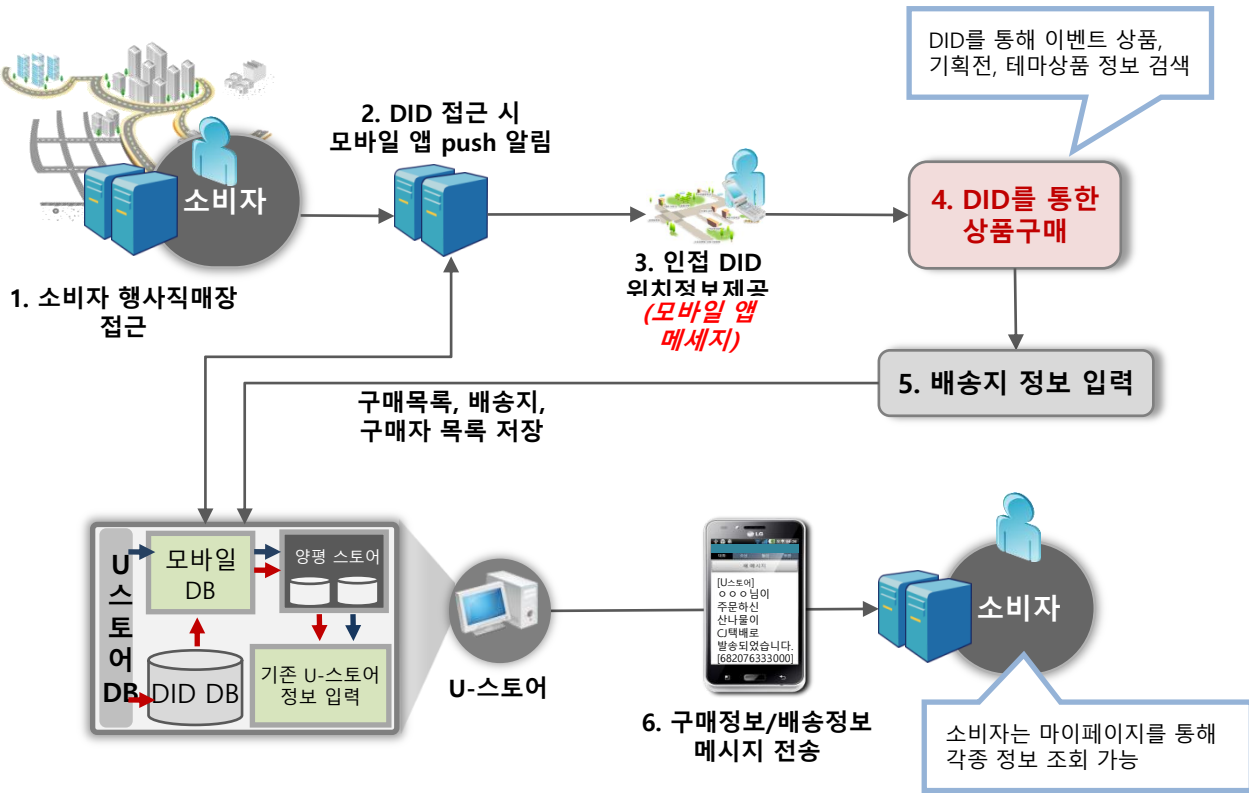 DID를 통해 이벤트 상품,
기획전, 테마상품 정보 검색
2. DID 접근 시
모바일 앱 push 알림
소비자
4. DID를 통한
상품구매
1. 소비자 행사직매장
접근
3. 인접 DID
위치정보제공
(모바일 앱
메세지)
5. 배송지 정보 입력
구매목록, 배송지,
구매자 목록 저장
U
스
토
어
DB
모바일
DB
양평 스토어
DID DB
기존 U-스토어
정보 입력
U-스토어
LG
새 메시지
[U스토어]
ㅇㅇㅇ님이
주문하신
산나물이
CJ택배로
발송되었습니다.
[682076333000]
6. 구매정보/배송정보
메시지 전송
소비자
소비자는 마이페이지를 통해
각종 정보 조회 가능